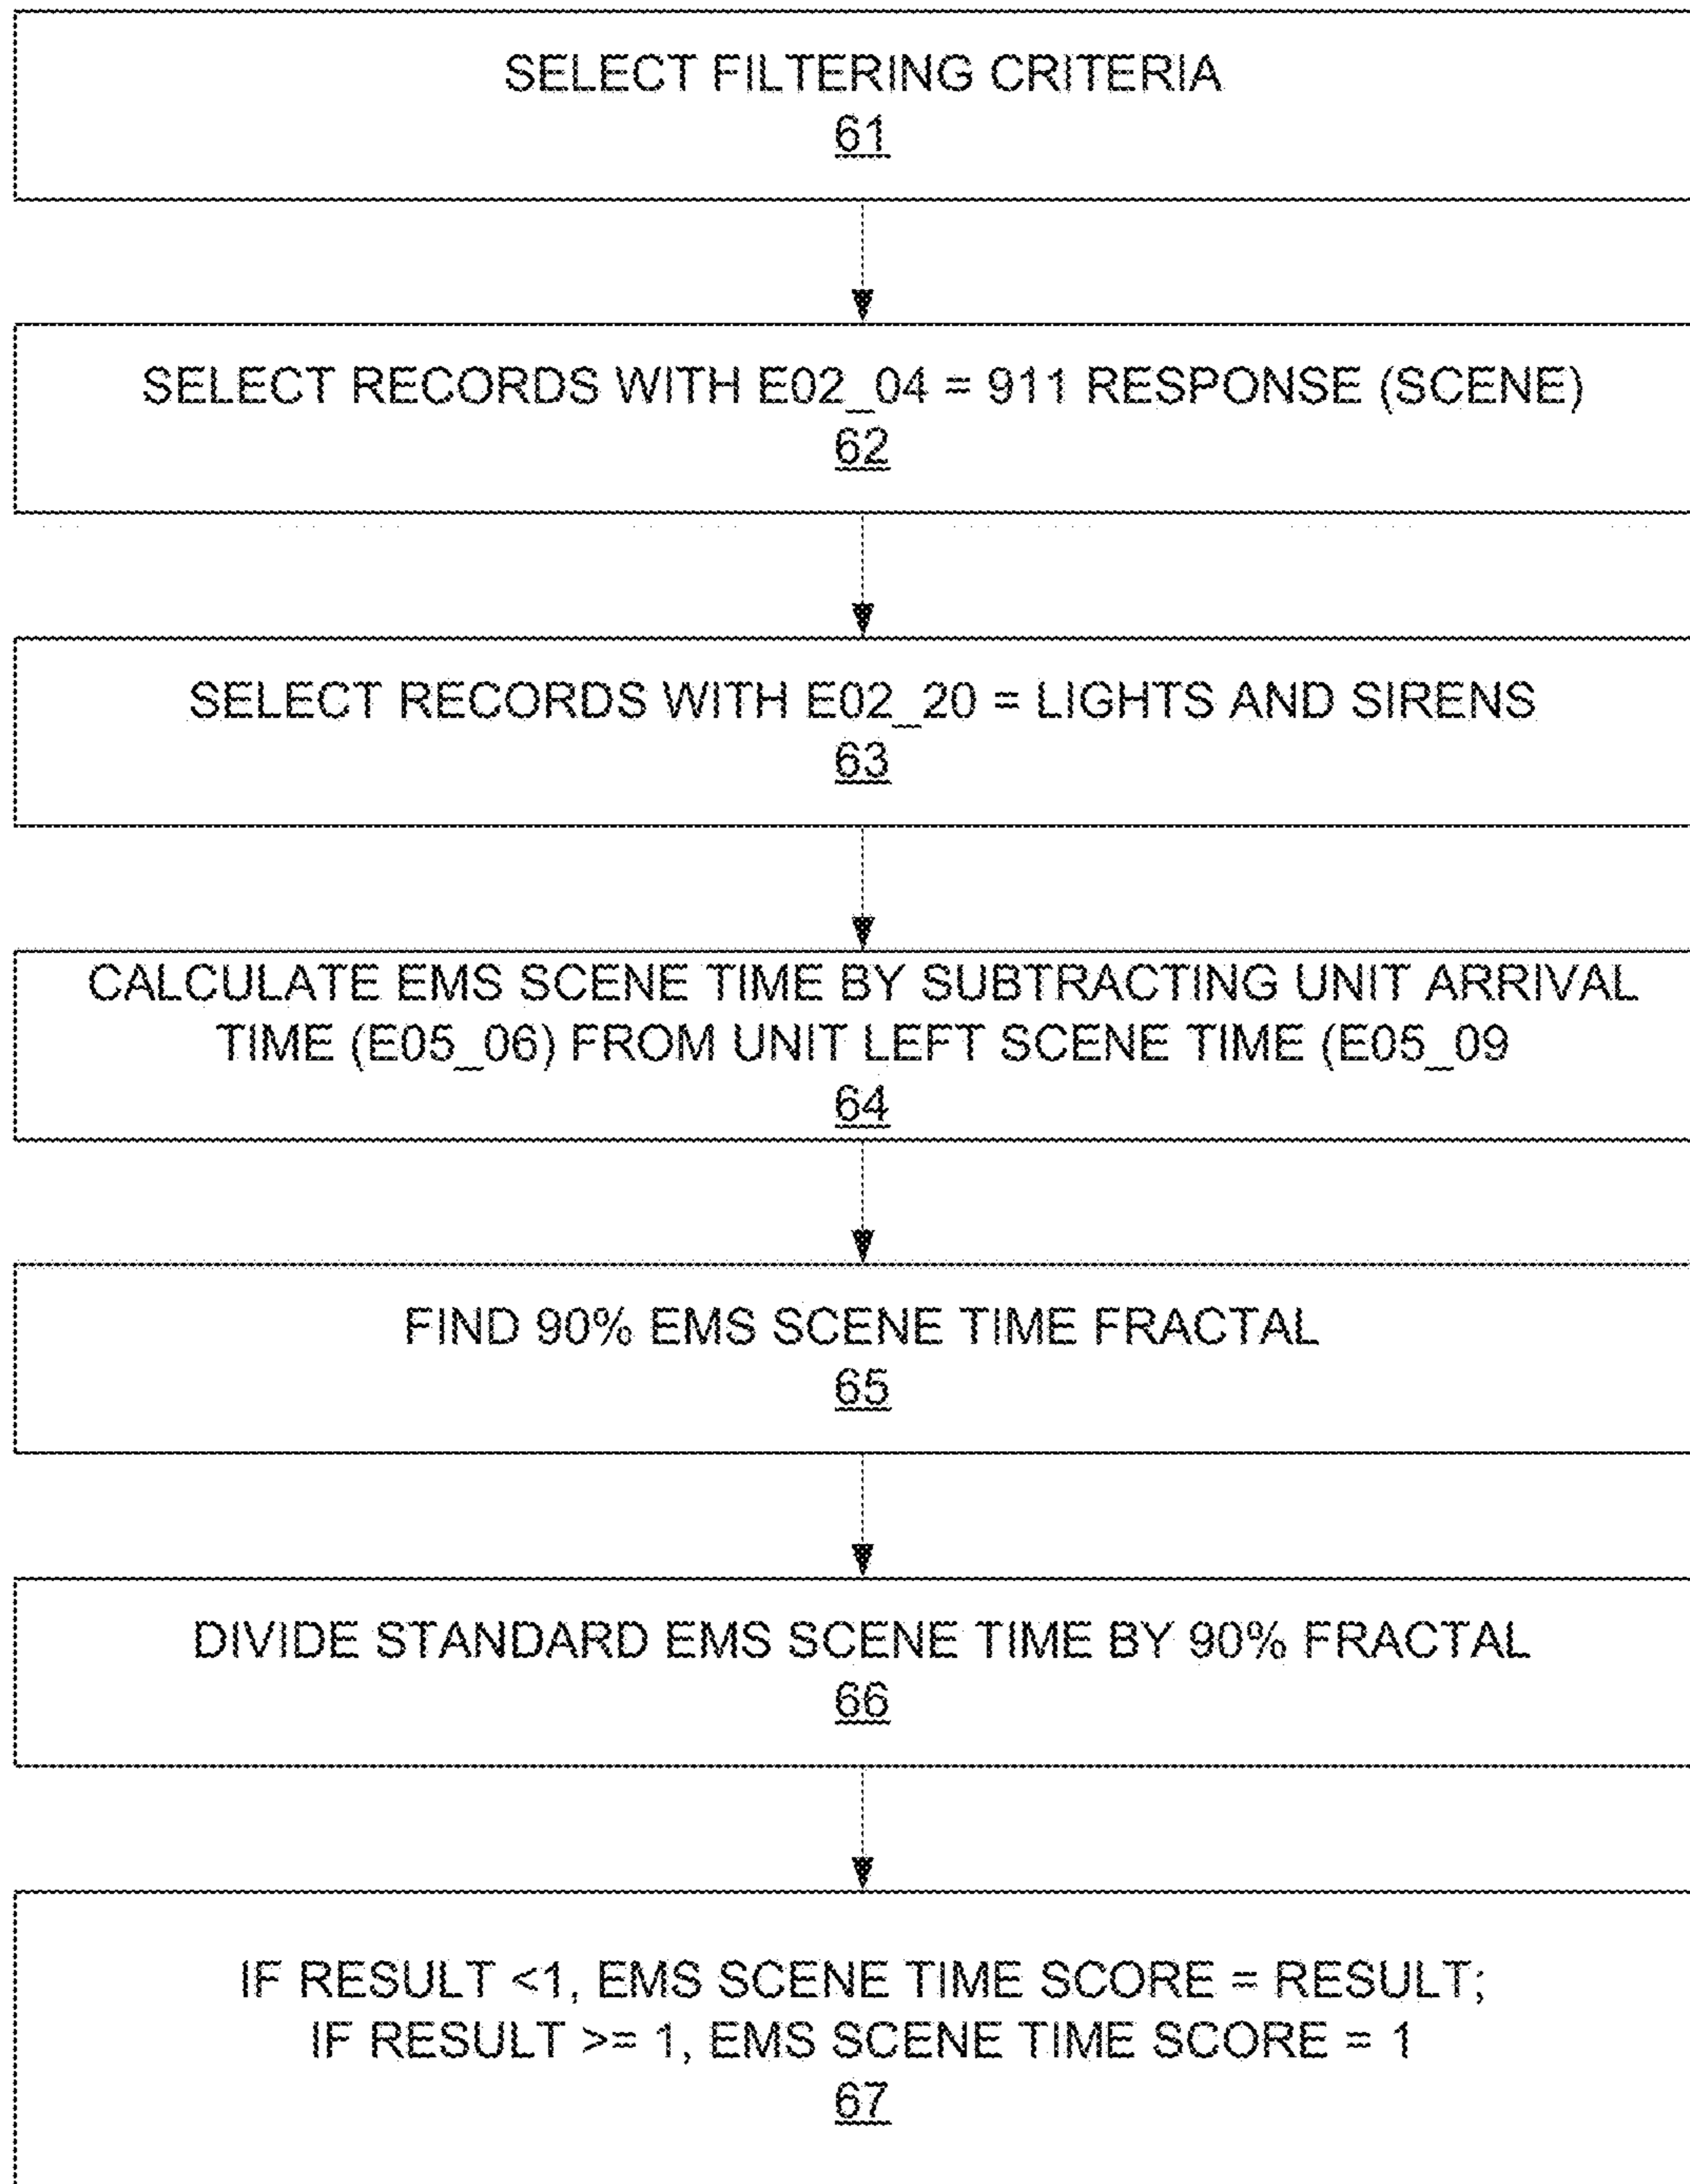 SELECT FILTERING CRITERIA
61
SELECT RECORDS WITH E02_04 = 911 RESPONSE (SCENE)
62
SELECT RECORDS WITH E02_20 = LIGHTS AND SIRENS
63
CALCULATE EMS SCENE TIME BY SUBTRACTING UNIT ARRIVAL
TIME (E05_06) FROM UNIT LEFT SCENE TIME (E05_09
64
FIND 90% EMS SCENE TIME FRACTAL
65
DIVIDE STANDARD EMS SCENE TIME BY 90% FRACTAL
66
IF RESULT <1, EMS SCENE TIME SCORE = RESULT;
IF RESULT >= 1, EMS SCENE TIME SCORE = 1
67